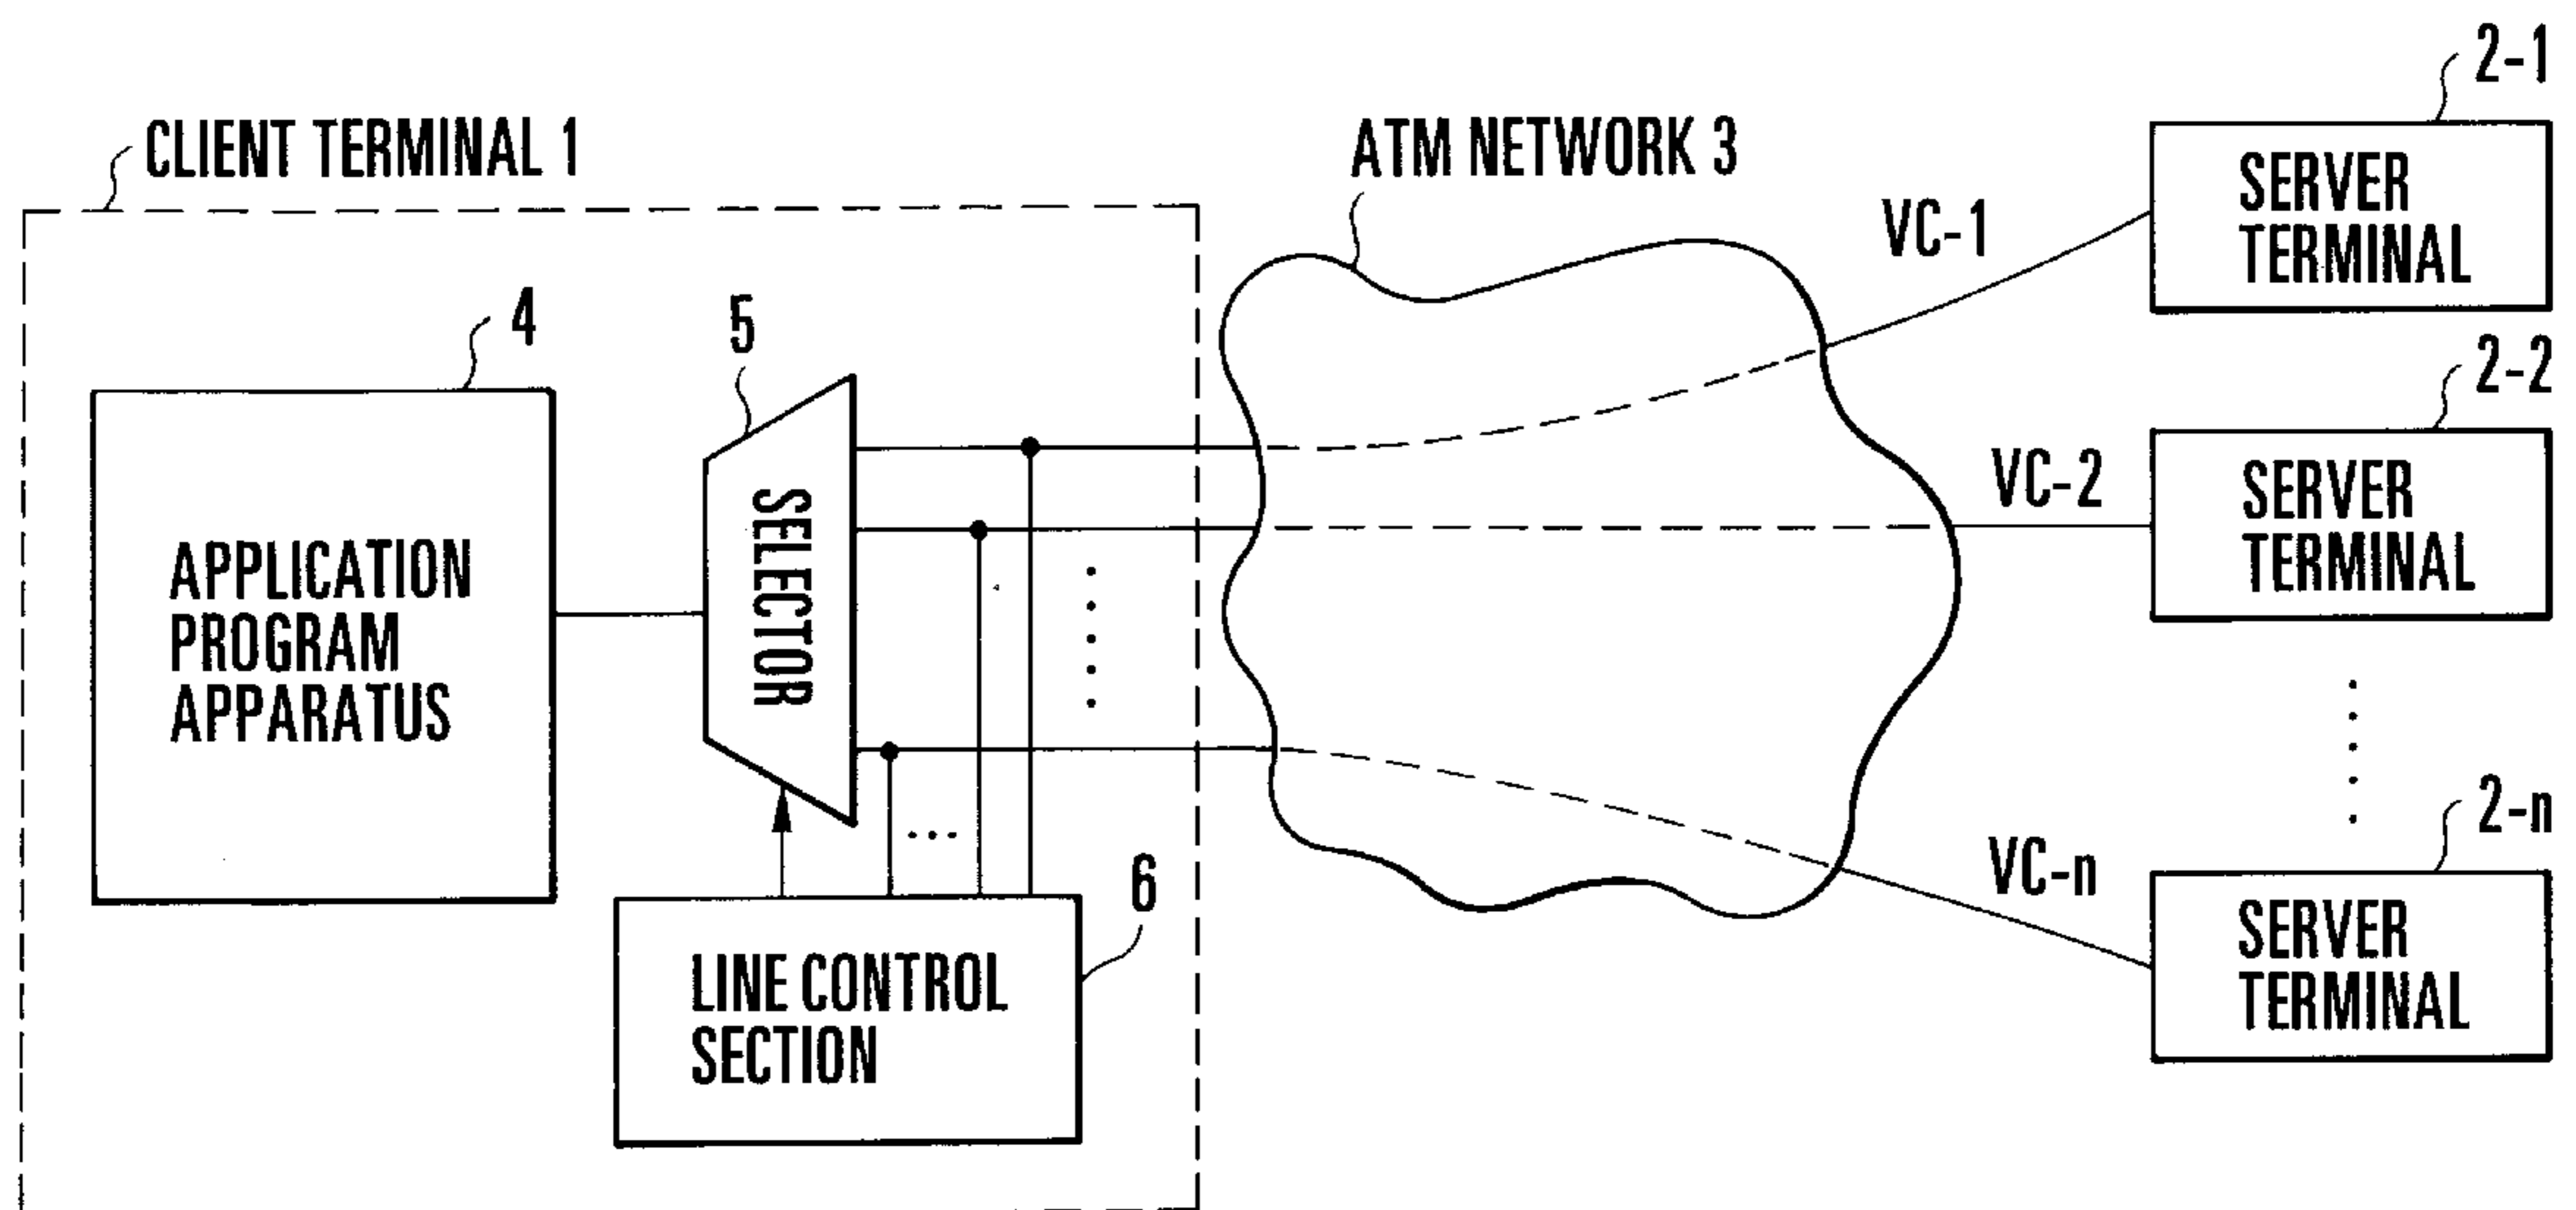 CLIENT TERMINAL 1
4
APPLICATION
PROGRAM
APPARATUS
5
SELECTOR
6
LINE CONTROL
SECTION
ATM NETWORK 3
VC-1
VC-2
VC-n
2-1
SERVER
TERMINAL
2-2
SERVER
TERMINAL
2-n
SERVER
TERMINAL